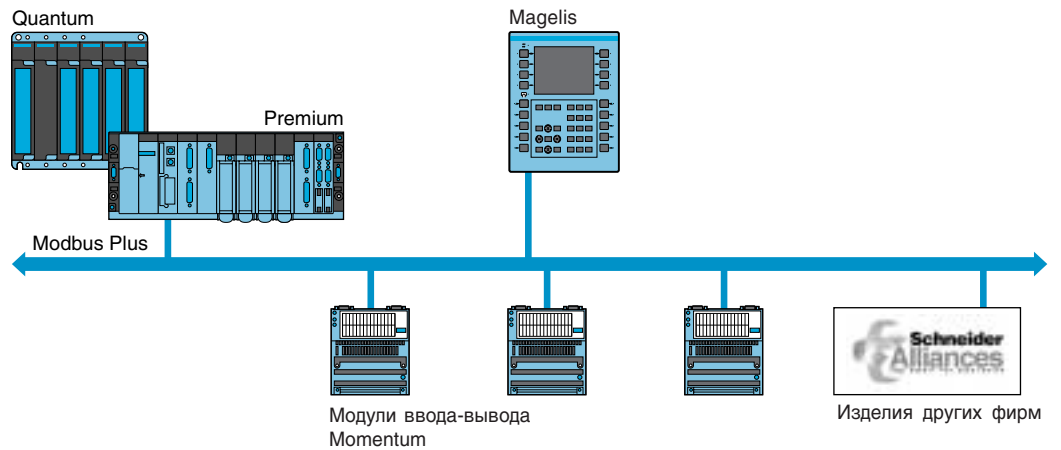 Quantum
Magelis
Premium
Modbus Plus
Schneider
Alliances
Модули ввода-вывода
Momentum
Изделия других фирм